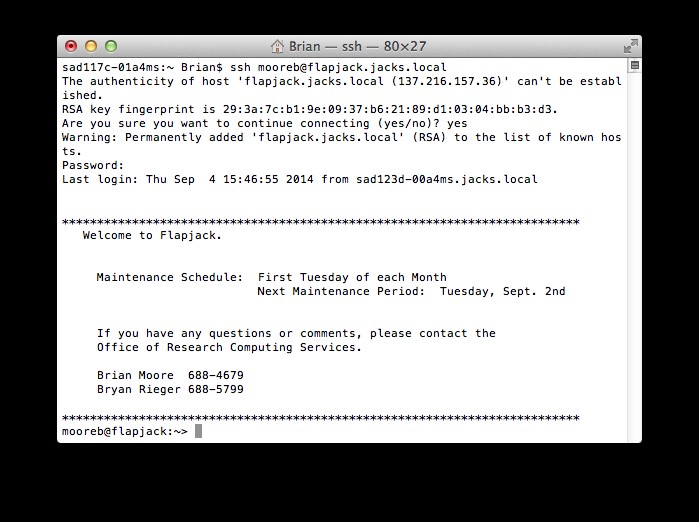 Brian — ssh — 80×27
sad117c-01a4ms:~ Brian$ ssh mooreb@flapjack.jacks.local
The authenticity of host 'flapjack.jacks.local (137.216.157.36)' can't be establ
ished.
RSA key fingerprint is 29:3a:7c:b1:9e:09:37:b6:21:89:d1:03:04:bb:b3:d3.
Are you sure you want to continue connecting (yes/no)? yes
Warning: Permanently added 'flapjack.jacks.local' (RSA) to the list of known hos
ts.
Password:
Last login: Thu Sep  4 15:46:55 2014 from sad123d-00a4ms.jacks.local
**************************************************************************
Welcome to Flapjack.
Maintenance Schedule:  First Tuesday of each Month
Next Maintenance Period:  Tuesday, Sept. 2nd
If you have any questions or comments, please contact the
Office of Research Computing Services.
Brian Moore  688-4679
Bryan Rieger 688-5799
**************************************************************************
mooreb@flapjack:~>